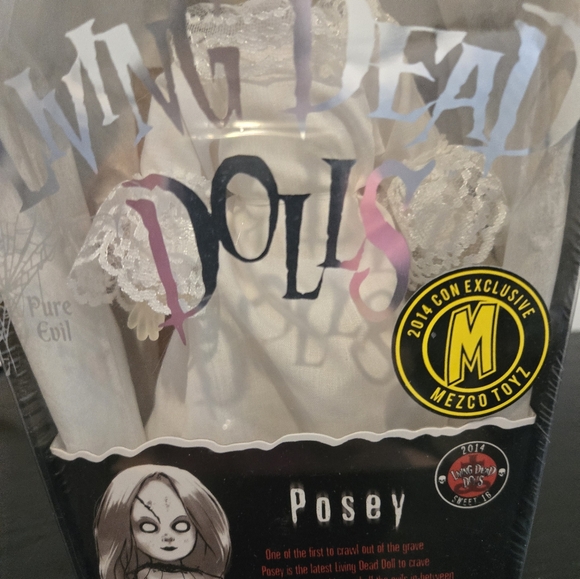 LIVING DEAD
DOLLS
Pure
Evil
2014 CON EXCLUSIVE
M
MEZCO TOYZ
2014
LIVING DEAD
DOLLS
SWEET 16
Posey
One of the first to crawl out of the grave
Posey is the latest Living Dead Doll to crave